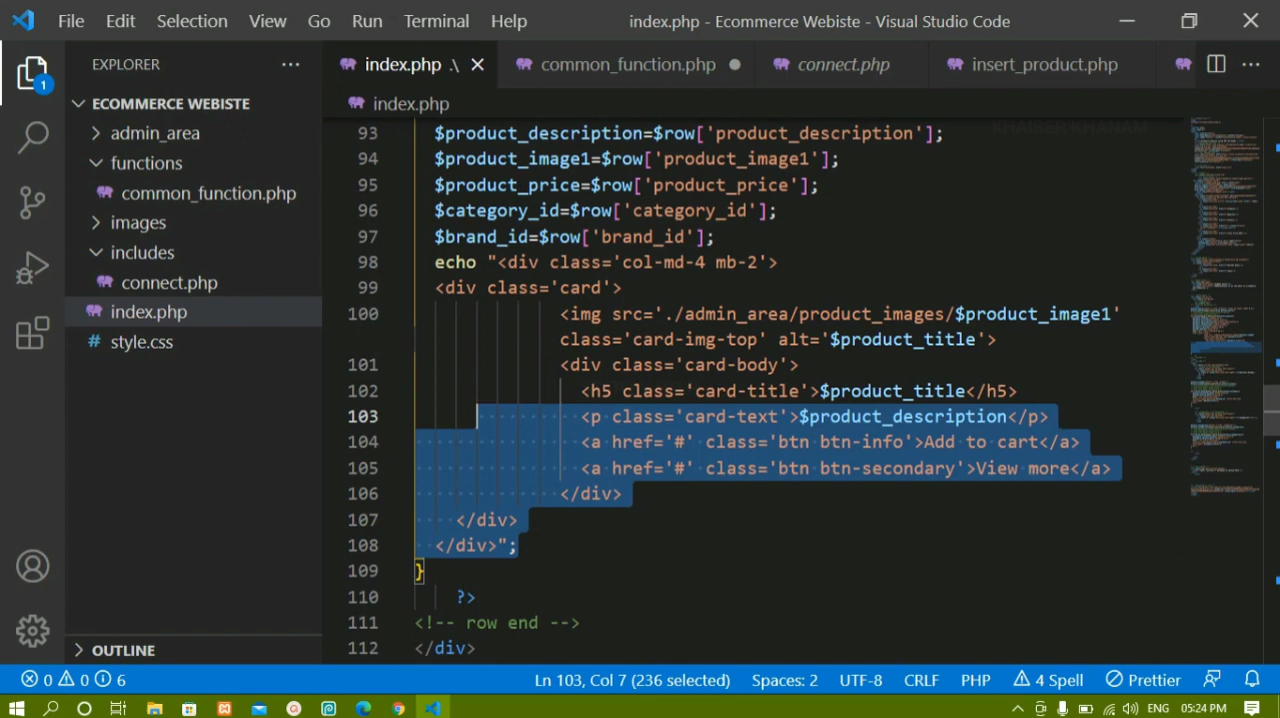 File Edit Selection View Go Run Terminal Help index.php - Ecommerce Webiste - Visual Studio Code
EXPLORER
index.php .\
common_function.php
connect.php
insert_product.php
1
ECOMMERCE WEBISTE
admin_area
functions
common_function.php
images
includes
connect.php
index.php
# style.css
OUTLINE
index.php
KHAISER KHANAM
93 $product_description=$row['product_description'];
94 $product_image1=$row['product_image1'];
95 $product_price=$row['product_price'];
96 $category_id=$row['category_id'];
97 $brand_id=$row['brand_id'];
98 echo "<div class='col-md-4 mb-2'>
99 <div class='card'>
100 <img src='./admin_area/product_images/$product_image1'
class='card-img-top' alt='$product_title'>
101 <div class='card-body'>
102 <h5 class='card-title'>$product_title</h5>
103 <p class='card-text'>$product_description</p>
104 <a href='#' class='btn btn-info'>Add to cart</a>
105 <a href='#' class='btn btn-secondary'>View more</a>
106 </div>
107 </div>
108 </div>";
109 }
110 ?>
111 <!-- row end -->
112 </div>
0 0 6 Ln 103, Col 7 (236 selected) Spaces: 2 UTF-8 CRLF PHP 4 Spell Prettier
ENG 05:24 PM